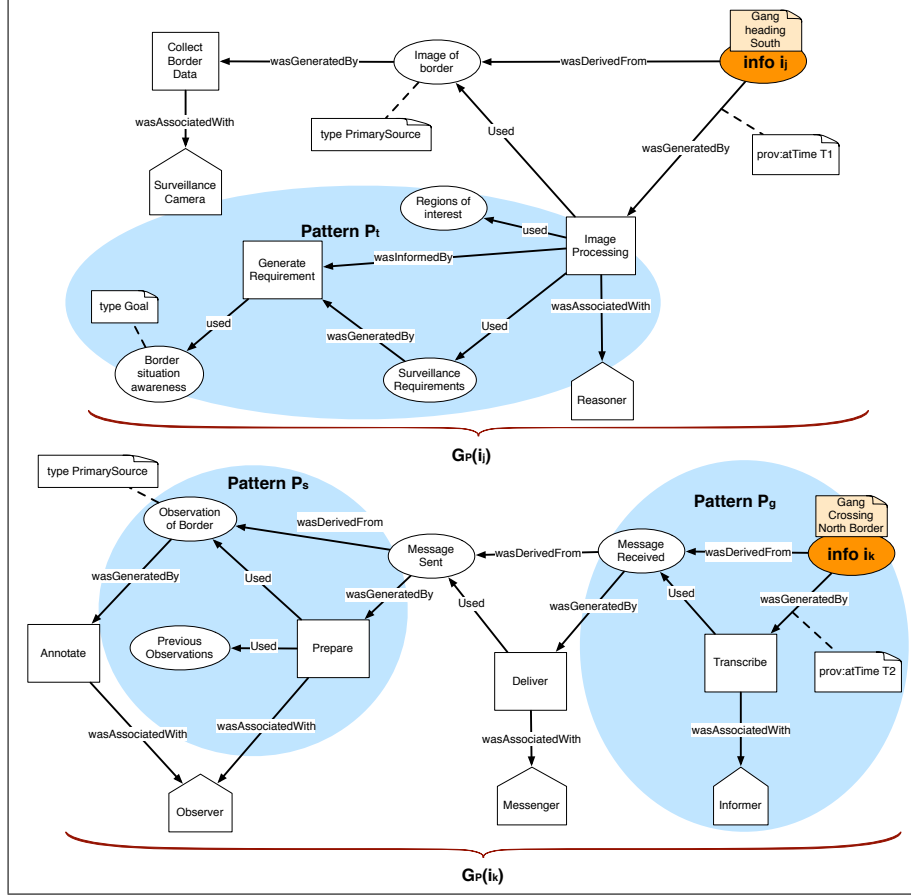 Gang
heading
South
info ij
Collect
Border
Data
wasGeneratedBy
Image of
border
wasDerivedFrom
wasAssociatedWith
type PrimarySource
Used
wasGeneratedBy
prov:atTime T1
Surveillance
Camera
Regions of
interest
Pattern Pt
used
Image
Processing
Generate
Requirement
wasInformedBy
type Goal
used
wasGeneratedBy
Used
wasAssociatedWith
Border
situation
awareness
Surveillance
Requirements
Reasoner
GP(ij)
type PrimarySource
Pattern Ps
Pattern Pg
Gang
Crossing
North Border
Observation
of Border
wasDerivedFrom
Message
Sent
wasDerivedFrom
Message
Received
wasDerivedFrom
info ik
wasGeneratedBy
Used
wasGeneratedBy
Used
wasGeneratedBy
Used
wasGeneratedBy
Annotate
Previous
Observations
Used
Prepare
Deliver
Transcribe
prov:atTime T2
wasAssociatedWith
wasAssociatedWith
wasAssociatedWith
wasAssociatedWith
Observer
Messenger
Informer
GP(ik)